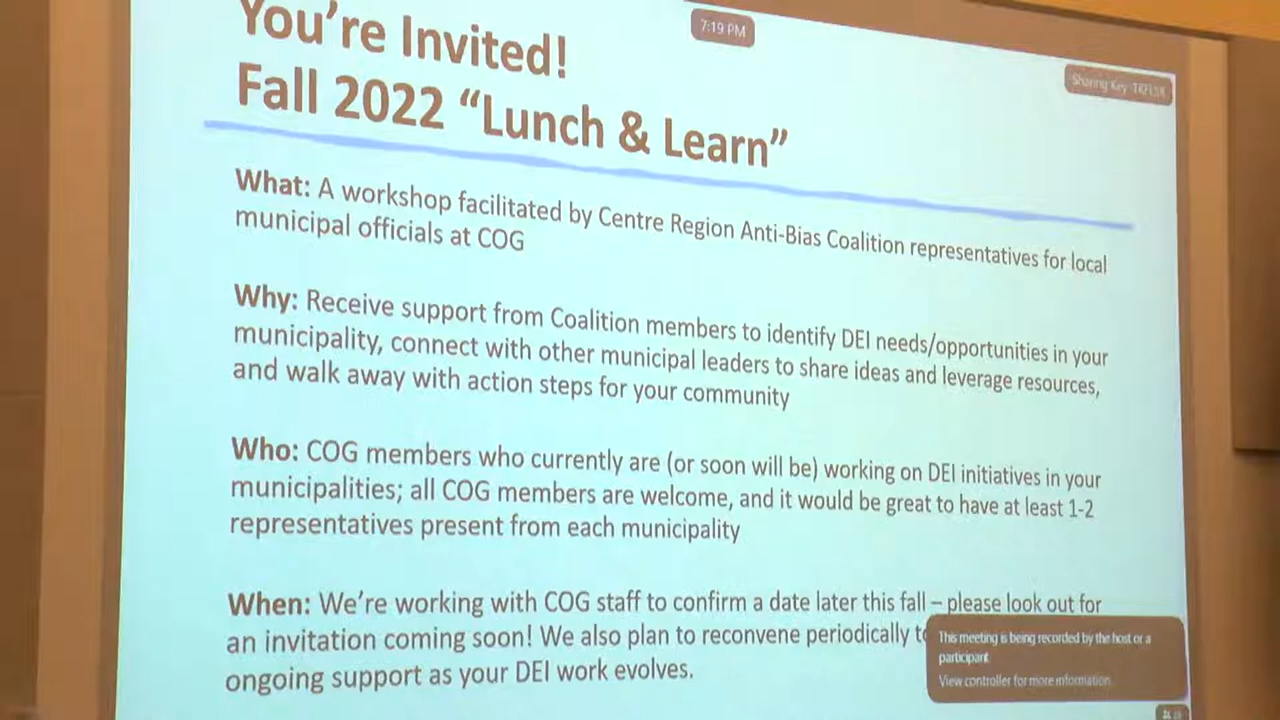 You're Invited!
7:19 PM
Fall 2022 “Lunch & Learn”
Sharing Key:
What: A workshop facilitated by Centre Region Anti-Bias Coalition representatives for local
municipal officials at COG
Why: Receive support from Coalition members to identify DEI needs/opportunities in your
municipality, connect with other municipal leaders to share ideas and leverage resources,
and walk away with action steps for your community
Who: COG members who currently are (or soon will be) working on DEI initiatives in your
municipalities; all COG members are welcome, and it would be great to have at least 1-2
representatives present from each municipality
When: We're working with COG staff to confirm a date later this fall – please look out for
an invitation coming soon! We also plan to reconvene periodically
ongoing support as your DEI work evolves.
This meeting is being recorded by the host or a
participant
View controller for more information